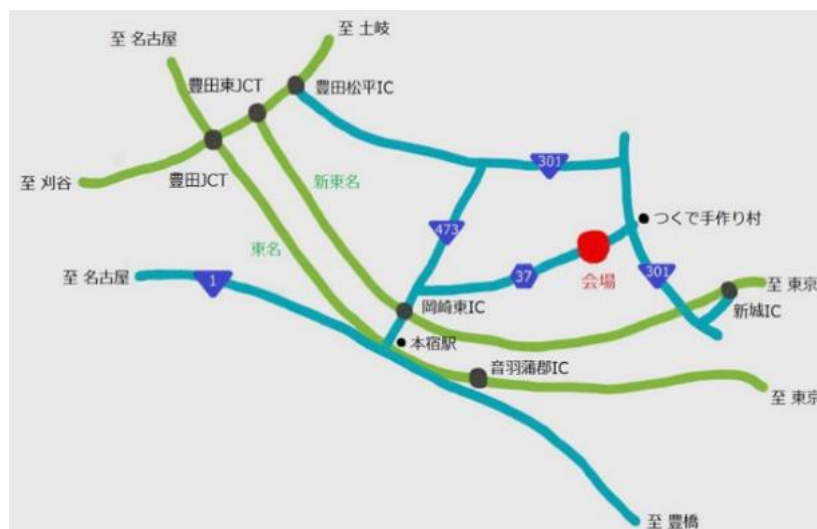 至 名古屋
至 土岐
豊田東JCT
豊田松平IC
301
至 刈谷
豊田JCT
新東名
473
つくで手作り村
東名
至 名古屋
1
37
会場
301
至 東京
岡崎東IC
新城IC
本宿駅
音羽蒲郡IC
至 東京
至 豊橋